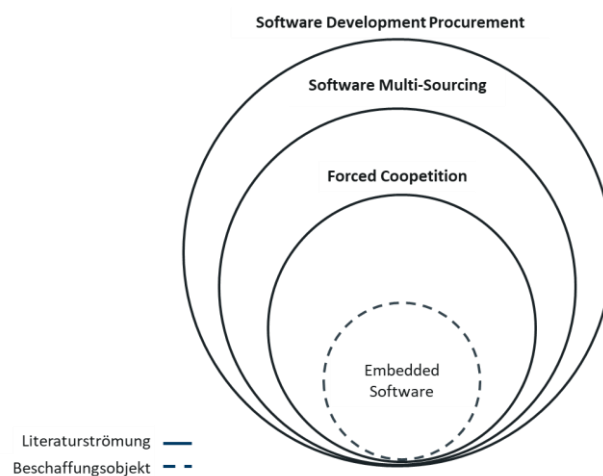 Software Development Procurement
Software Multi-Sourcing
Forced Coopetition
Embedded
Software
Literaturströmung
Beschaffungsobjekt